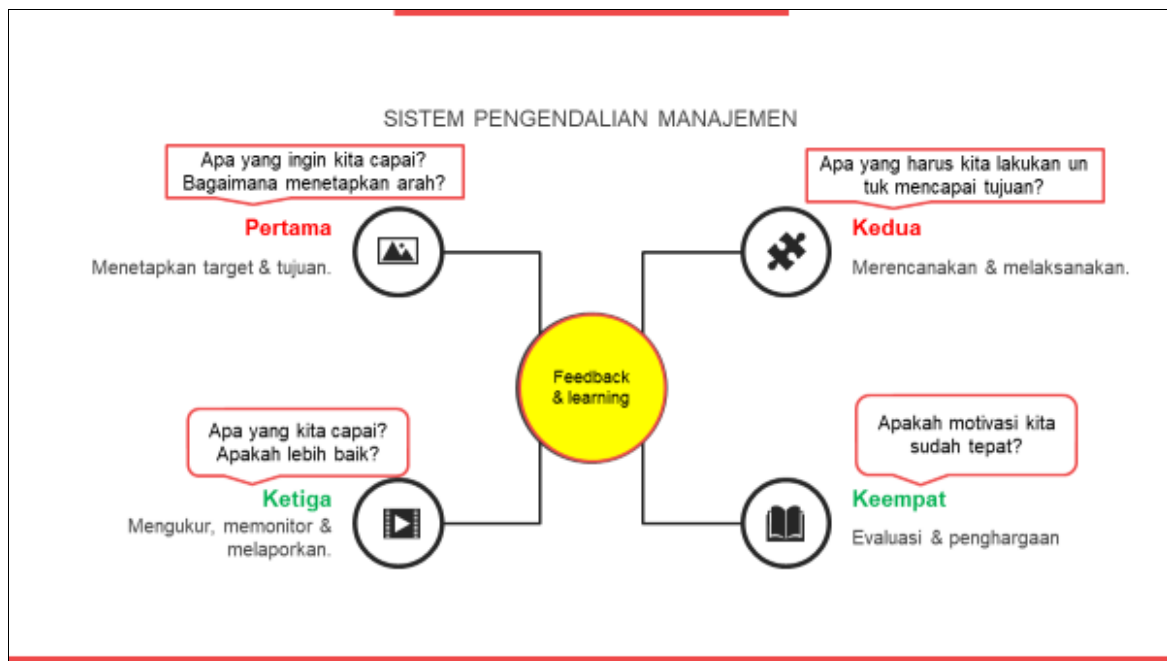 SISTEM PENGENDALIAN MANAJEMEN
Apa yang ingin kita capai?
Bagaimana menetapkan arah?
Pertama
Menetapkan target & tujuan.
Apa yang harus kita lakukan un
tuk mencapai tujuan?
Kedua
Merencanakan & melaksanakan.
Feedback
& learning
Apa yang kita capai?
Apakah lebih baik?
Ketiga
Mengukur, memonitor &
melaporkan.
Apakah motivasi kita
sudah tepat?
Keempat
Evaluasi & penghargaan